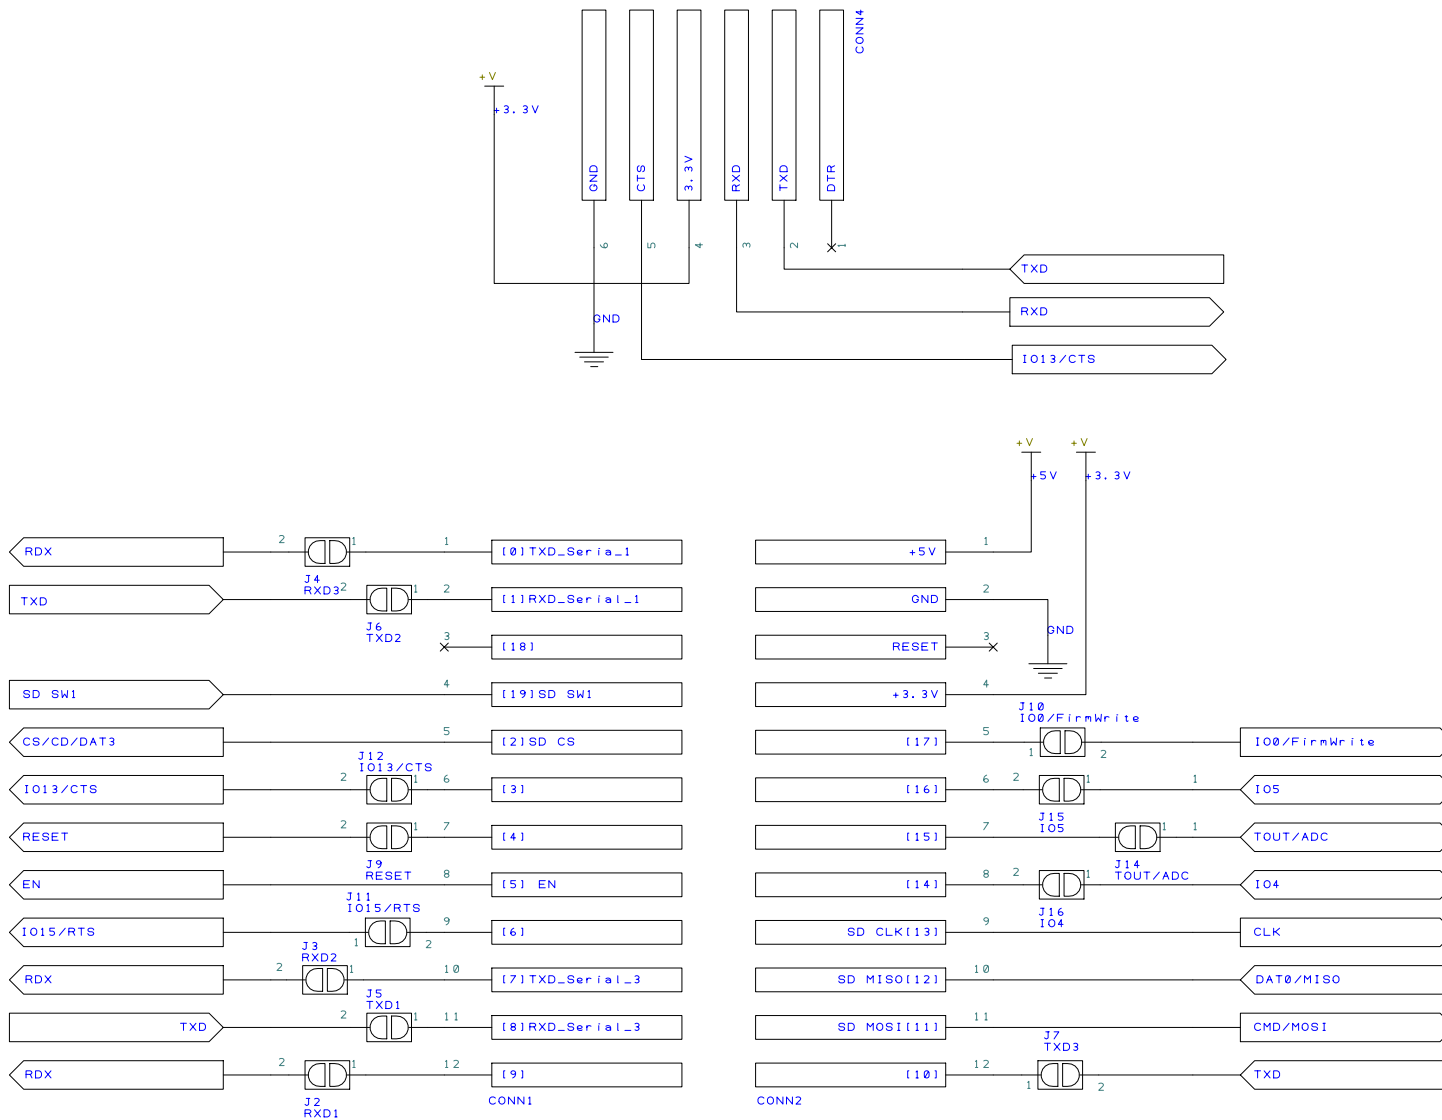 CONN4
+V
+3.3V
GND
CTS
3.3V
RXD
TXD
DTR
6
5
4
3
2
1
TXD
RXD
GND
IO13/CTS
+V
+V
+5V
+3.3V
RDX
2
1
J4
RXD3
1
[0]TXD_Seria_1
TXD
2
1
J6
TXD2
2
[1]RXD_Serial_1
3
[18]
SD SW1
4
[19]SD SW1
CS/CD/DAT3
5
[2]SD CS
J12
IO13/CTS
IO13/CTS
2
1
6
[3]
RESET
2
1
7
[4]
J9
RESET
EN
8
[5] EN
J11
IO15/RTS
IO15/RTS
1
2
9
[6]
J3
RXD2
RDX
2
1
10
[7]TXD_Serial_3
J5
TXD1
TXD
2
1
11
[8]RXD_Serial_3
RDX
2
1
12
[9]
J2
RXD1
CONN1
+5V
1
GND
2
GND
RESET
3
+3.3V
4
J10
IO0/FirmWrite
[17]
5
1
2
IO0/FirmWrite
[16]
6
2
1
1
IO5
J15
IO5
[15]
7
1
1
TOUT/ADC
J14
TOUT/ADC
[14]
8
2
1
IO4
J16
IO4
SD CLK[13]
9
CLK
SD MISO[12]
10
DAT0/MISO
SD MOSI[11]
11
CMD/MOSI
J7
TXD3
[10]
12
1
2
TXD
CONN2